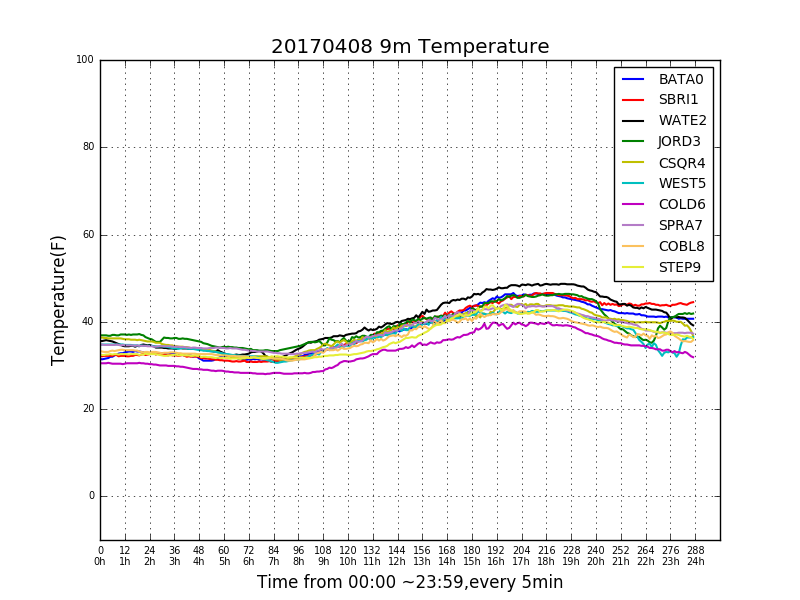 20170408 9m Temperature
100
80
60
40
20
0
Temperature(F)
BATA0
SBRI1
WATE2
JORD3
CSQR4
WEST5
COLD6
SPRA7
COBL8
STEP9
0 12 24 36 48 60 72 84 96 108 120 132 144 156 168 180 192 204 216 228 240 252 264 276 288
0h 1h 2h 3h 4h 5h 6h 7h 8h 9h 10h 11h 12h 13h 14h 15h 16h 17h 18h 19h 20h 21h 22h 23h 24h
Time from 00:00 ~23:59,every 5min